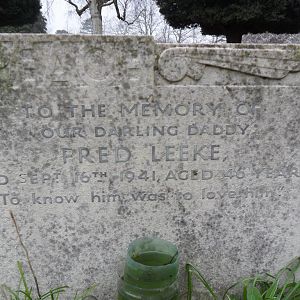 TO THE MEMORY OF
OUR DARLING DADDY,
FRED LEEKE,
D SEPT 16TH, 1941, AGED 46 YEAR
To know him, was to love him.